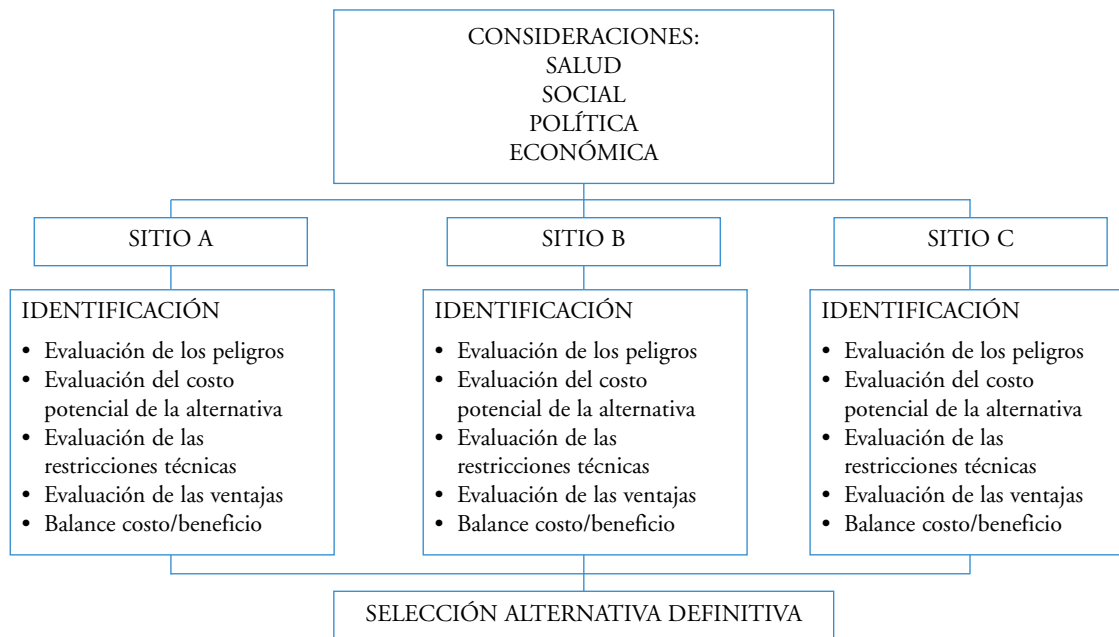 CONSIDERACIONES:
SALUD
SOCIAL
POLÍTICA
ECONÓMICA
SITIO A
SITIO B
SITIO C
IDENTIFICACIÓN
• Evaluación de los peligros
• Evaluación del costo
potencial de la alternativa
• Evaluación de las
restricciones técnicas
• Evaluación de las ventajas
• Balance costo/beneficio
IDENTIFICACIÓN
• Evaluación de los peligros
• Evaluación del costo
potencial de la alternativa
• Evaluación de las
restricciones técnicas
• Evaluación de las ventajas
• Balance costo/beneficio
IDENTIFICACIÓN
• Evaluación de los peligros
• Evaluación del costo
potencial de la alternativa
• Evaluación de las
restricciones técnicas
• Evaluación de las ventajas
• Balance costo/beneficio
SELECCIÓN ALTERNATIVA DEFINITIVA